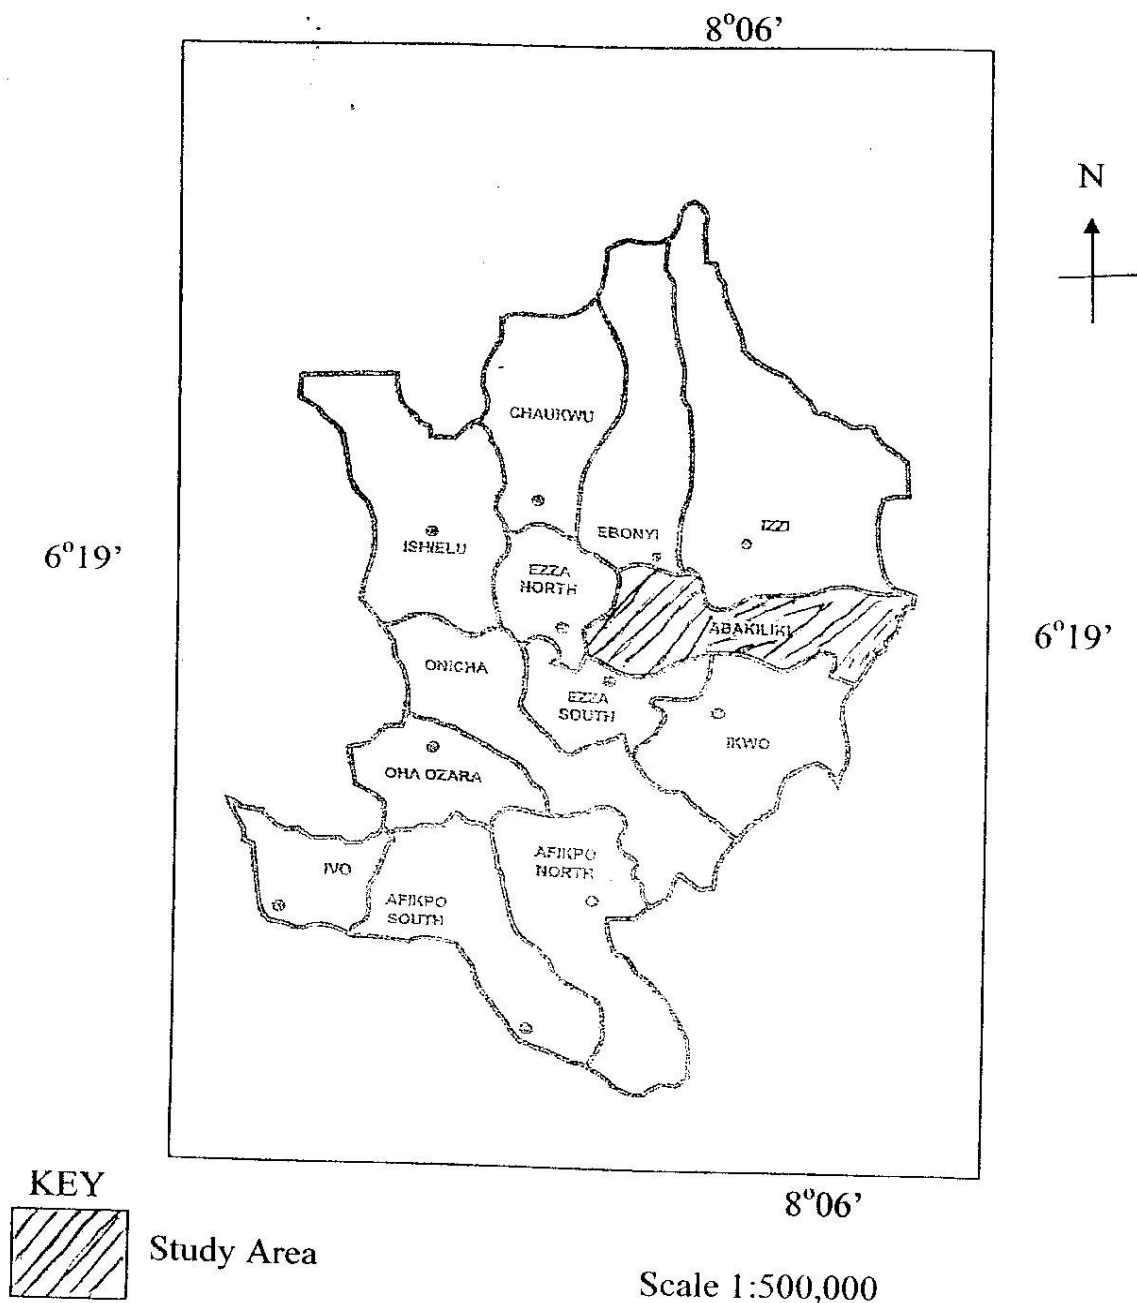 8°06'
N
CHAUKWU
EBONYI
IZZI
6°19'
ISHIELU
EZZA
NORTH
ABAKILIKI
6°19'
ONICHA
EZZA
SOUTH
IKWO
OHA OZARA
IVO
AFIKPO
NORTH
AFIKPO
SOUTH
KEY
8°06'
Study Area
Scale 1:500,000